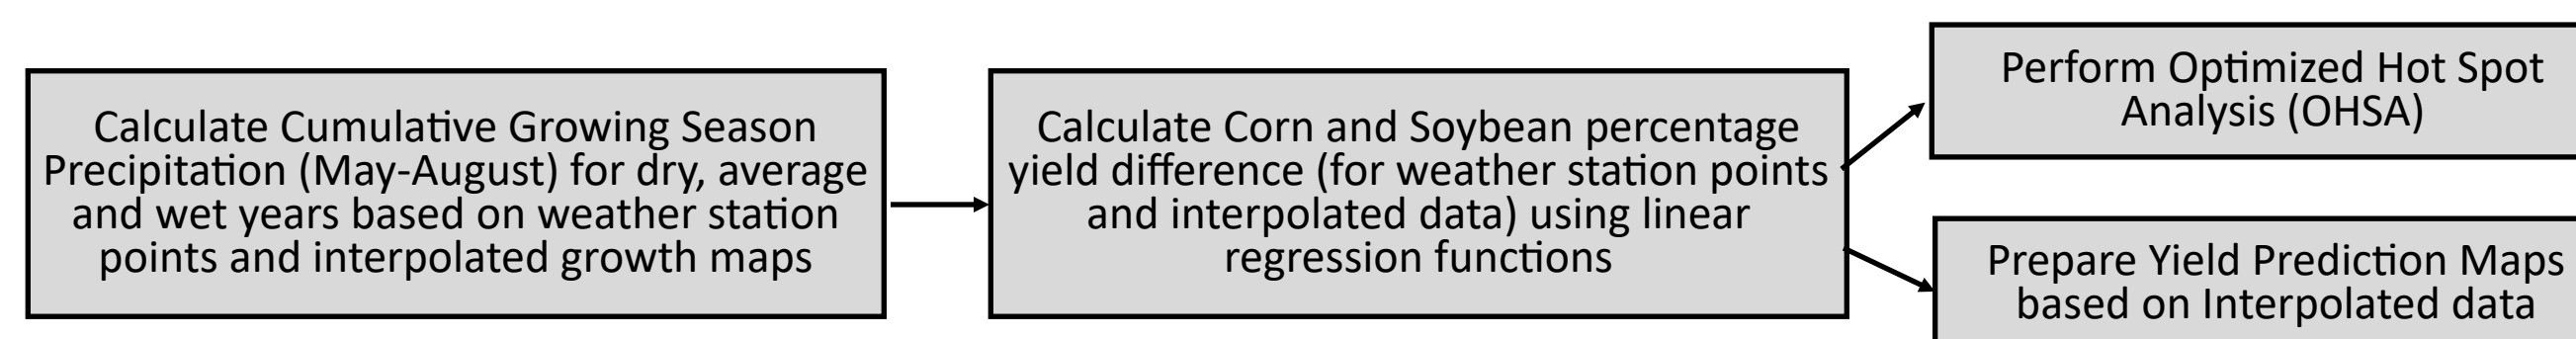 Calculate Cumulative Growing Season
Precipitation (May-August) for dry, average
and wet years based on weather station
points and interpolated growth maps
Calculate Corn and Soybean percentage
yield difference (for weather station points
and interpolated data) using linear
regression functions
Perform Optimized Hot Spot
Analysis (OHSA)
Prepare Yield Prediction Maps
based on Interpolated data